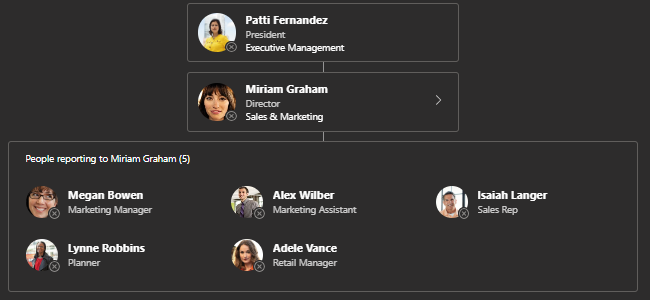 Patti Fernandez
President
Executive Management
Miriam Graham
Director
Sales & Marketing
People reporting to Miriam Graham (5)
Megan Bowen
Marketing Manager
Alex Wilber
Marketing Assistant
Isaiah Langer
Sales Rep
Lynne Robbins
Planner
Adele Vance
Retail Manager